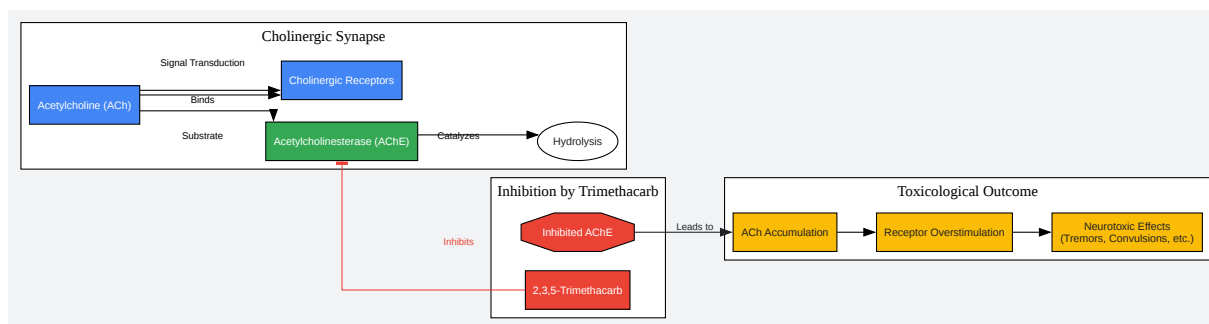 Cholinergic Synapse
Signal Transduction
Cholinergic Receptors
Acetylcholine (ACh)
Binds
Substrate
Acetylcholinesterase (AChE)
Catalyzes
Hydrolysis
Inhibition by Trimethacarb
Inhibited AChE
Inhibits
2,3,5-Trimethacarb
Leads to
Toxicological Outcome
ACh Accumulation
Receptor Overstimulation
Neurotoxic Effects
(Tremors, Convulsions, etc.)